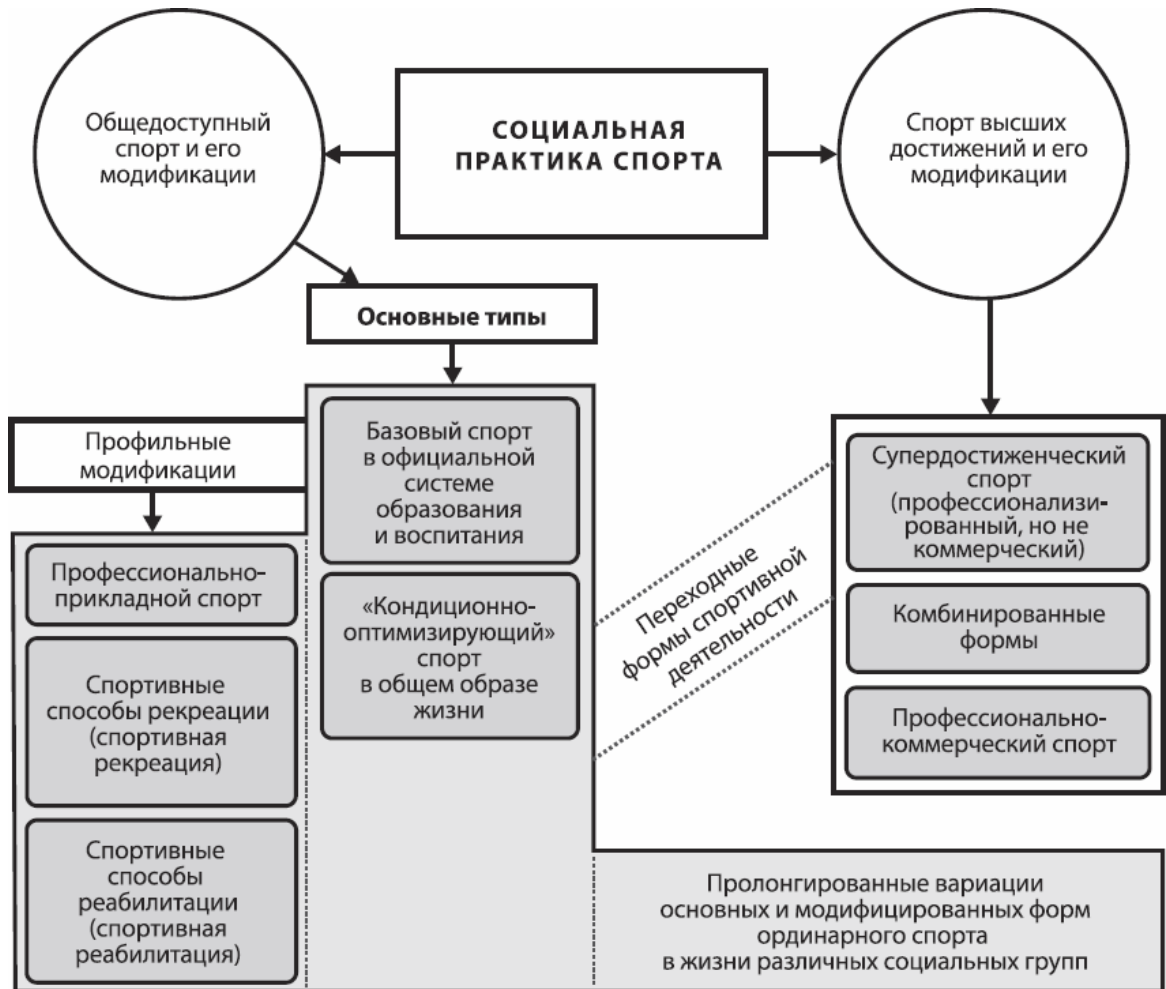 Общедоступный
спорт и его
модификации
СОЦИАЛЬНАЯ
ПРАКТИКА СПОРТА
Спорт высших
достижений и его
модификации
Основные типы
Профильные
модификации
Базовый спорт
в официальной
системе
образования
и воспитания
«Кондиционно-
оптимизирующий»
спорт
в общем образе
жизни
Профессионально-
прикладной спорт
Спортивные
способы рекреации
(спортивная
рекреация)
Спортивные
способы
реабилитации
(спортивная
реабилитация)
Переходные
формы спортивной
деятельности
Супердостиженческий
спорт
(профессионализи-
рованный, но не
коммерческий)
Комбинированные
формы
Профессионально-
коммерческий спорт
Пролонгированные вариации
основных и модифицированных форм
ординарного спорта
в жизни различных социальных групп